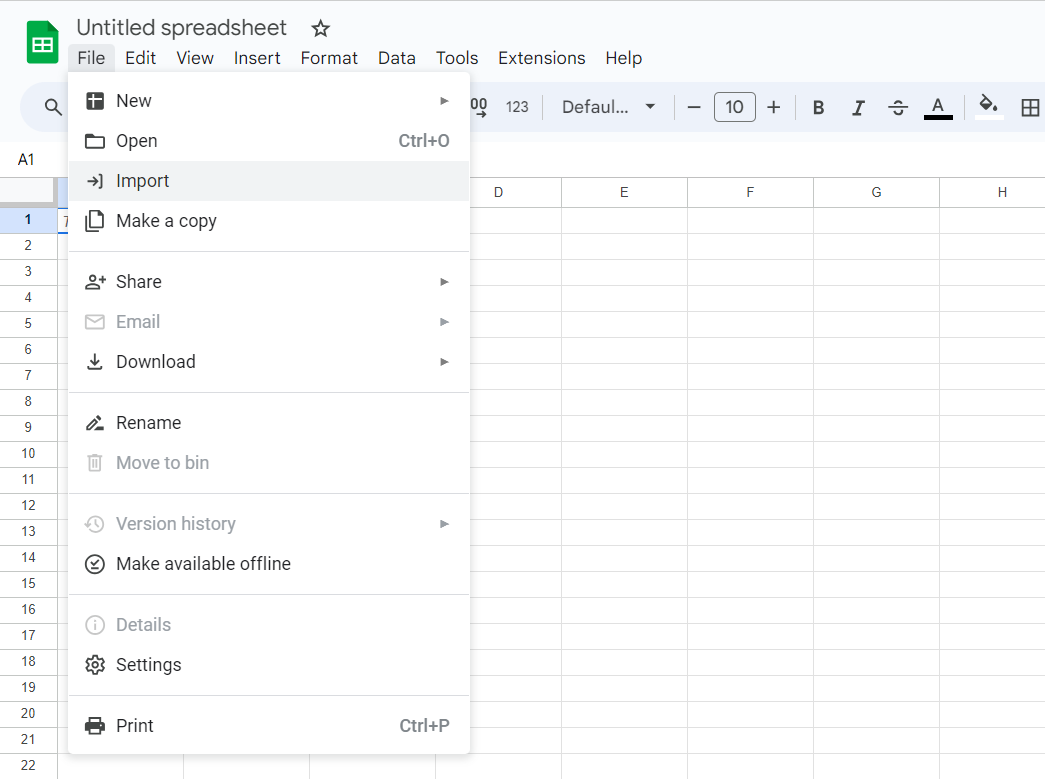 Untitled spreadsheet
File Edit View Insert Format Data Tools Extensions Help
New
Open Ctrl+O
Import
Make a copy
Share
Email
Download
Rename
Move to bin
Version history
Make available offline
Details
Settings
Print Ctrl+P
00 123 Defaul... 10 B I S A
A1
D E F G H
1
2
3
4
5
6
7
8
9
10
11
12
13
14
15
16
17
18
19
20
21
22